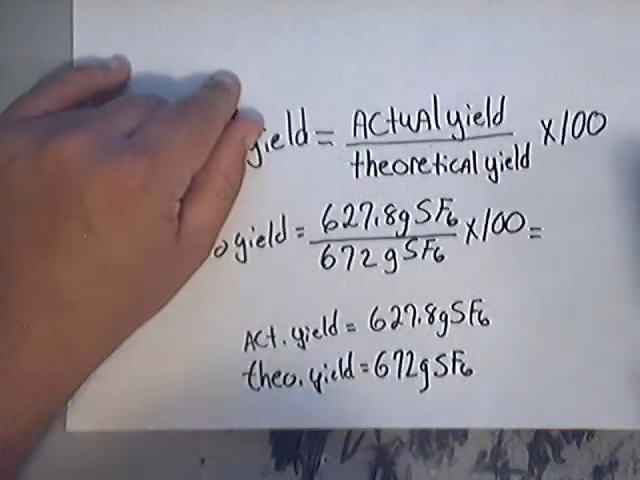 yield = Actual yield / theoretical yield x100
yield = 627.8g SF6 / 672 g SF6 x100 =
Act. yield = 627.8g SF6
theo. yield = 672g SF6